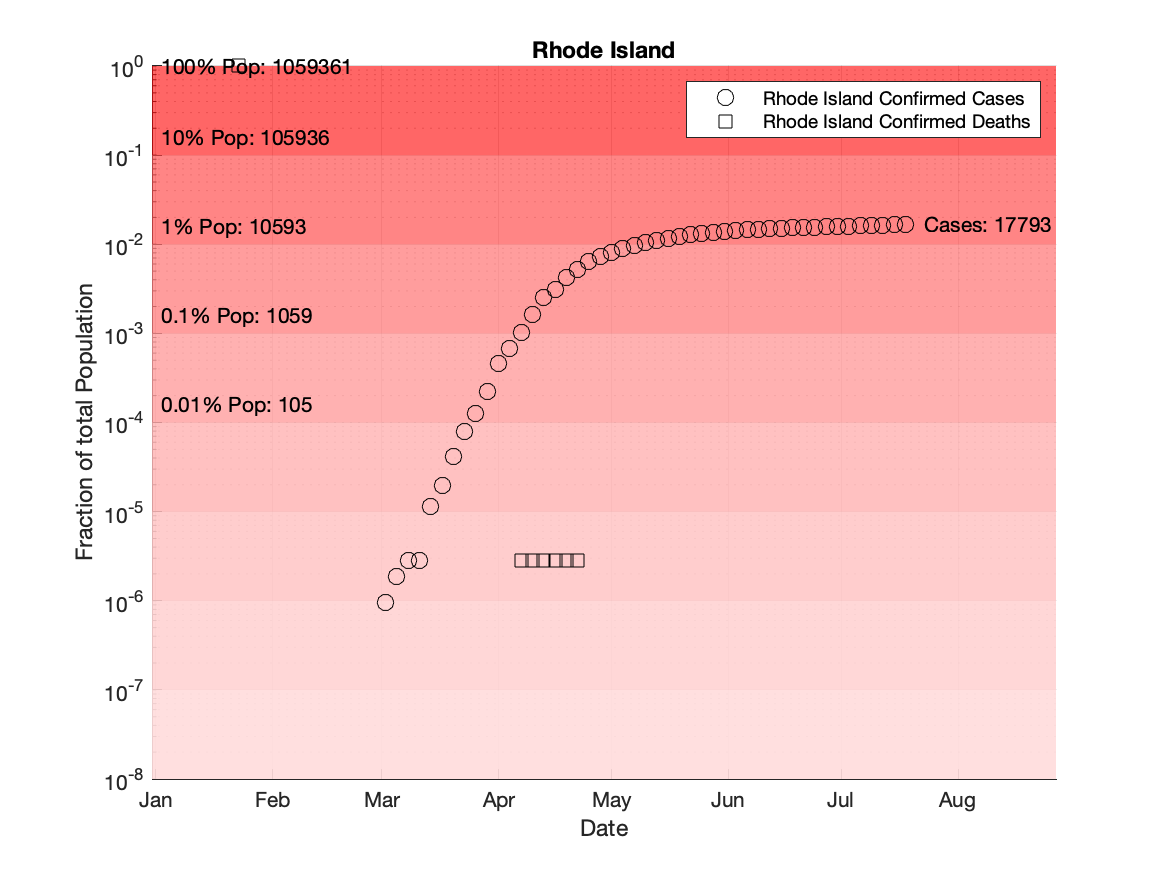 Rhode Island
10^0
100% Pop: 1059361
Rhode Island Confirmed Cases
Rhode Island Confirmed Deaths
10% Pop: 105936
10^-1
1% Pop: 10593
Cases: 17793
10^-2
0.1% Pop: 1059
10^-3
0.01% Pop: 105
10^-4
10^-5
10^-6
10^-7
10^-8
Fraction of total Population
Jan Feb Mar Apr May Jun Jul Aug
Date